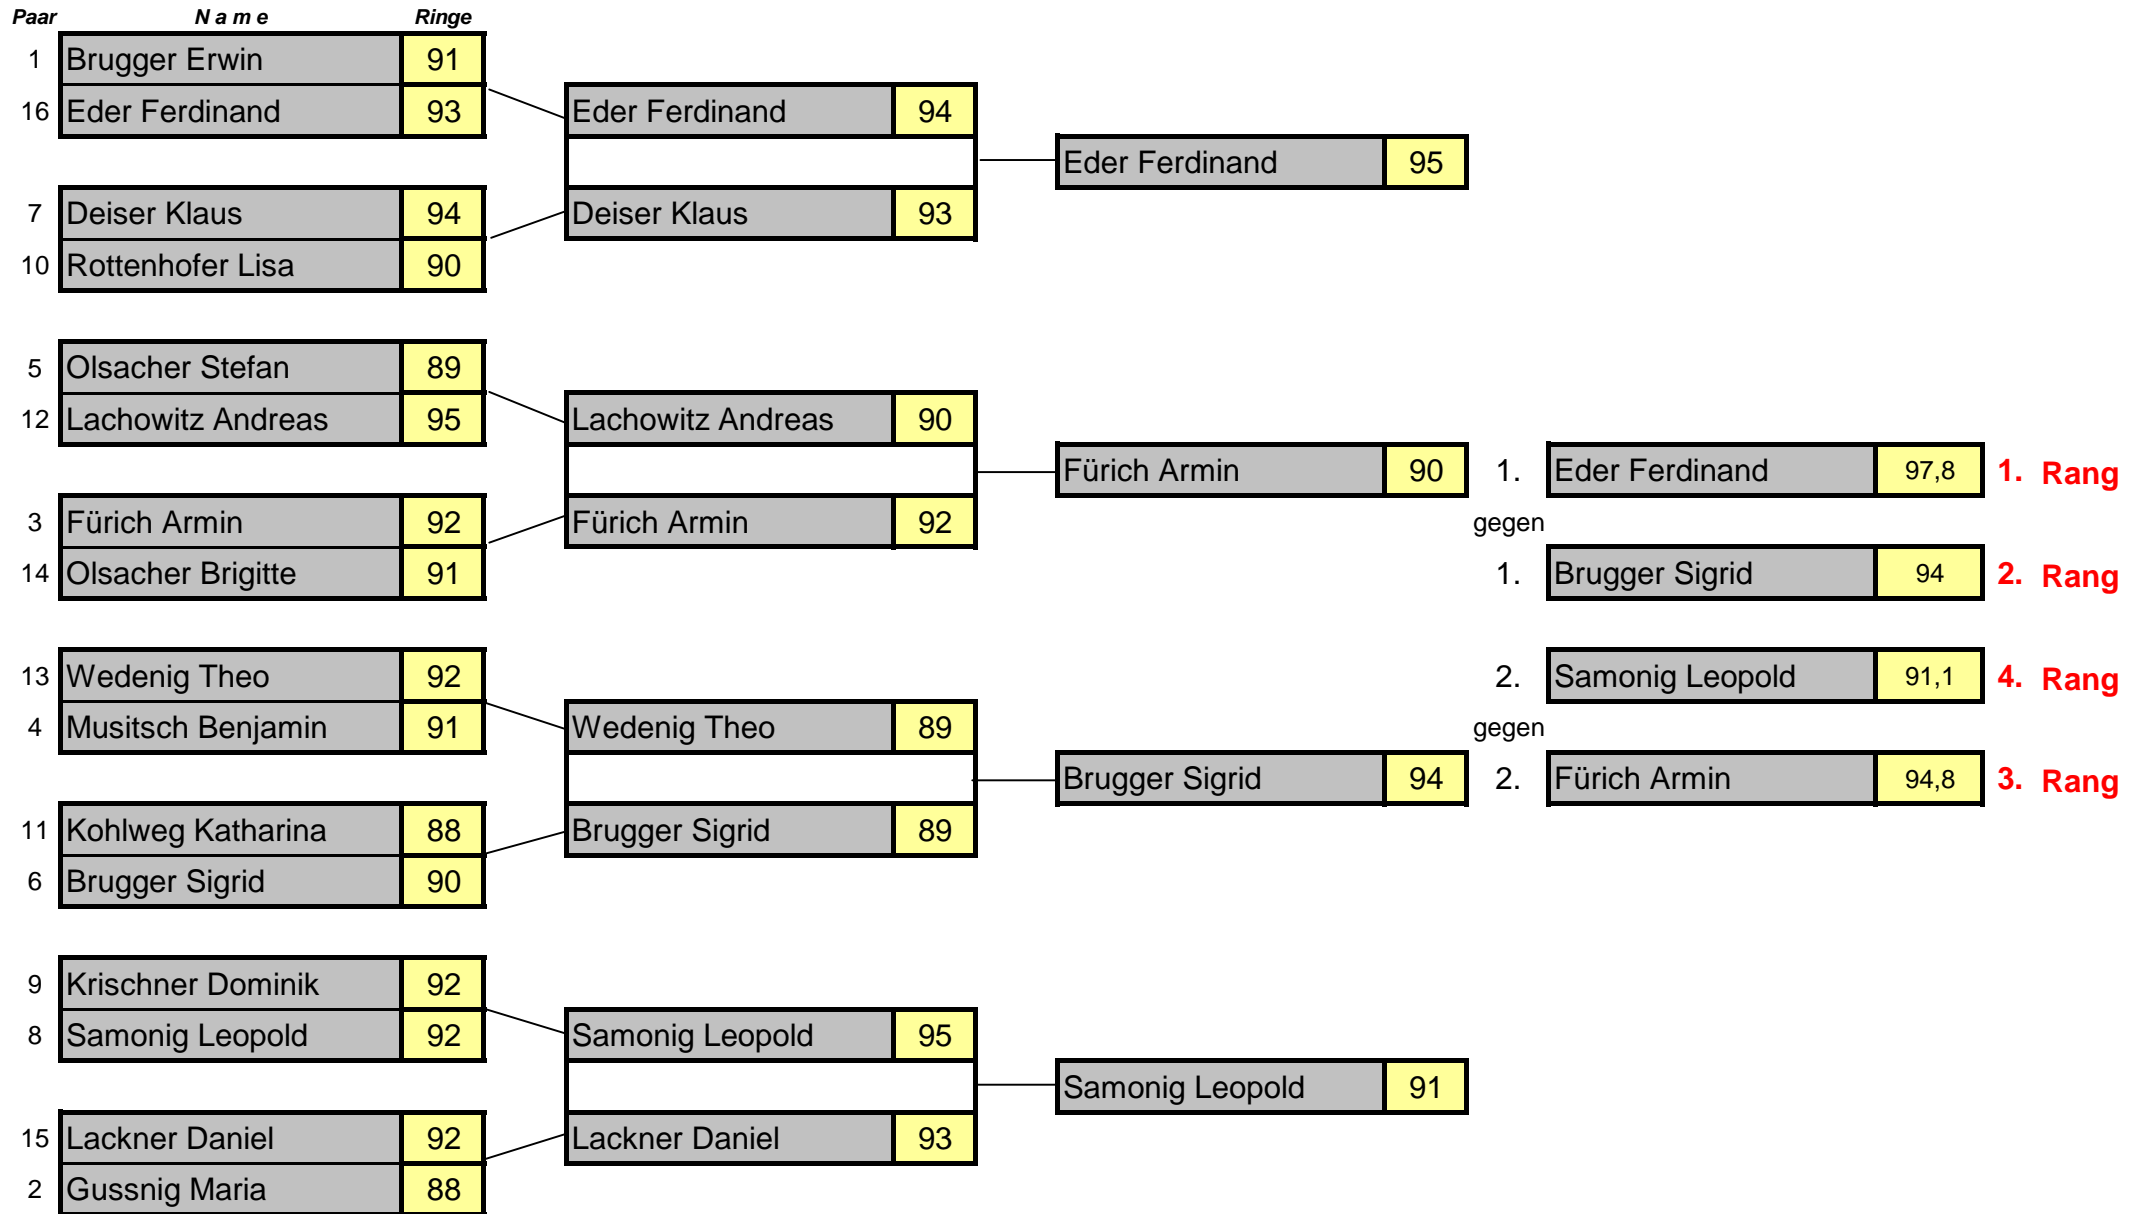 Paar N a m e Ringe
1 Brugger Erwin 91
16 Eder Ferdinand 93 Eder Ferdinand 94
Eder Ferdinand 95
7 Deiser Klaus 94 Deiser Klaus 93
10 Rottenhofer Lisa 90
5 Olsacher Stefan 89
12 Lachowitz Andreas 95 Lachowitz Andreas 90
Fürich Armin 90 1. Eder Ferdinand 97,8 1. Rang
3 Fürich Armin 92 Fürich Armin 92 gegen
14 Olsacher Brigitte 91 1. Brugger Sigrid 94 2. Rang
13 Wedenig Theo 92 2. Samonig Leopold 91,1 4. Rang
4 Musitsch Benjamin 91 Wedenig Theo 89 gegen
Brugger Sigrid 94 2. Fürich Armin 94,8 3. Rang
11 Kohlweg Katharina 88 Brugger Sigrid 89
6 Brugger Sigrid 90
9 Krischner Dominik 92
8 Samonig Leopold 92 Samonig Leopold 95
Samonig Leopold 91
15 Lackner Daniel 92 Lackner Daniel 93
2 Gussnig Maria 88